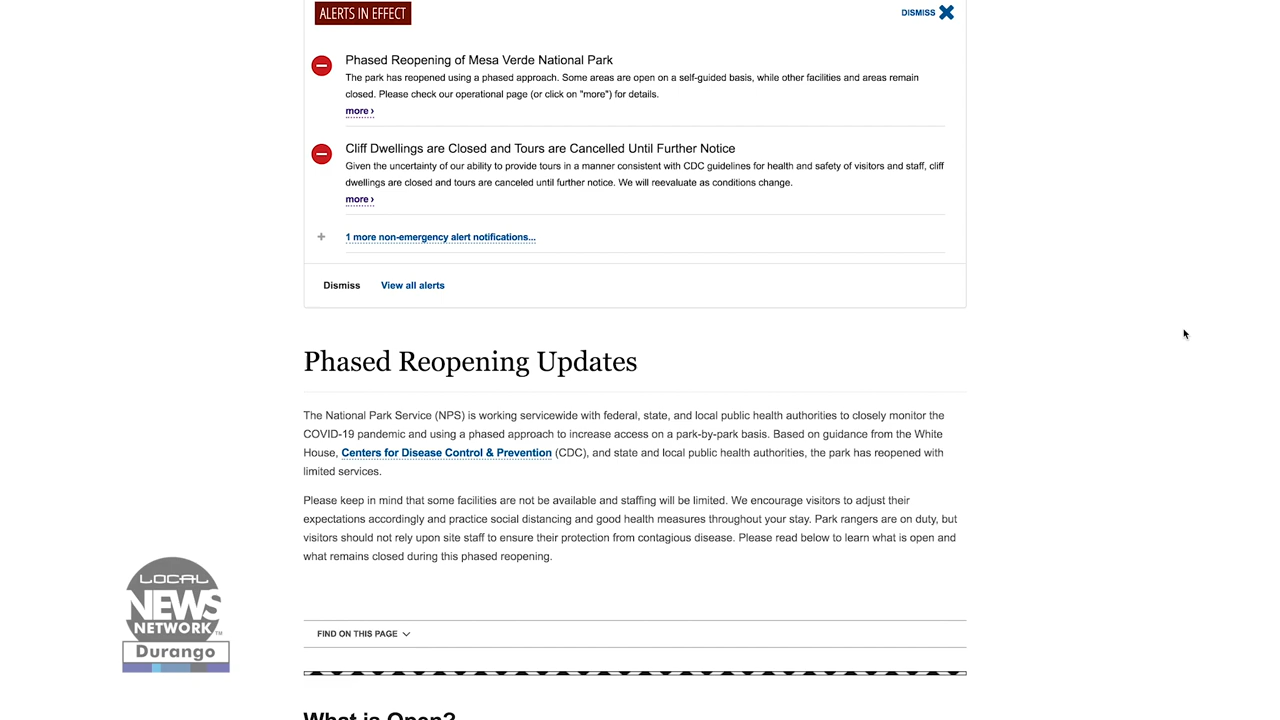 ALERTS IN EFFECT
DISMISS
Phased Reopening of Mesa Verde National Park
The park has reopened using a phased approach. Some areas are open on a self-guided basis, while other facilities and areas remain
closed. Please check our operational page (or click on "more") for details.
more ›
Cliff Dwellings are Closed and Tours are Cancelled Until Further Notice
Given the uncertainty of our ability to provide tours in a manner consistent with CDC guidelines for health and safety of visitors and staff, cliff
dwellings are closed and tours are canceled until further notice. We will reevaluate as conditions change.
more ›
1 more non-emergency alert notifications...
Dismiss
View all alerts
Phased Reopening Updates
The National Park Service (NPS) is working servicewide with federal, state, and local public health authorities to closely monitor the
COVID-19 pandemic and using a phased approach to increase access on a park-by-park basis. Based on guidance from the White
House, Centers for Disease Control & Prevention (CDC), and state and local public health authorities, the park has reopened with
limited services.
Please keep in mind that some facilities are not be available and staffing will be limited. We encourage visitors to adjust their
expectations accordingly and practice social distancing and good health measures throughout your stay. Park rangers are on duty, but
visitors should not rely upon site staff to ensure their protection from contagious disease. Please read below to learn what is open and
what remains closed during this phased reopening.
LOCAL
NEWS
NETWORK™
Durango
FIND ON THIS PAGE
What is Open?